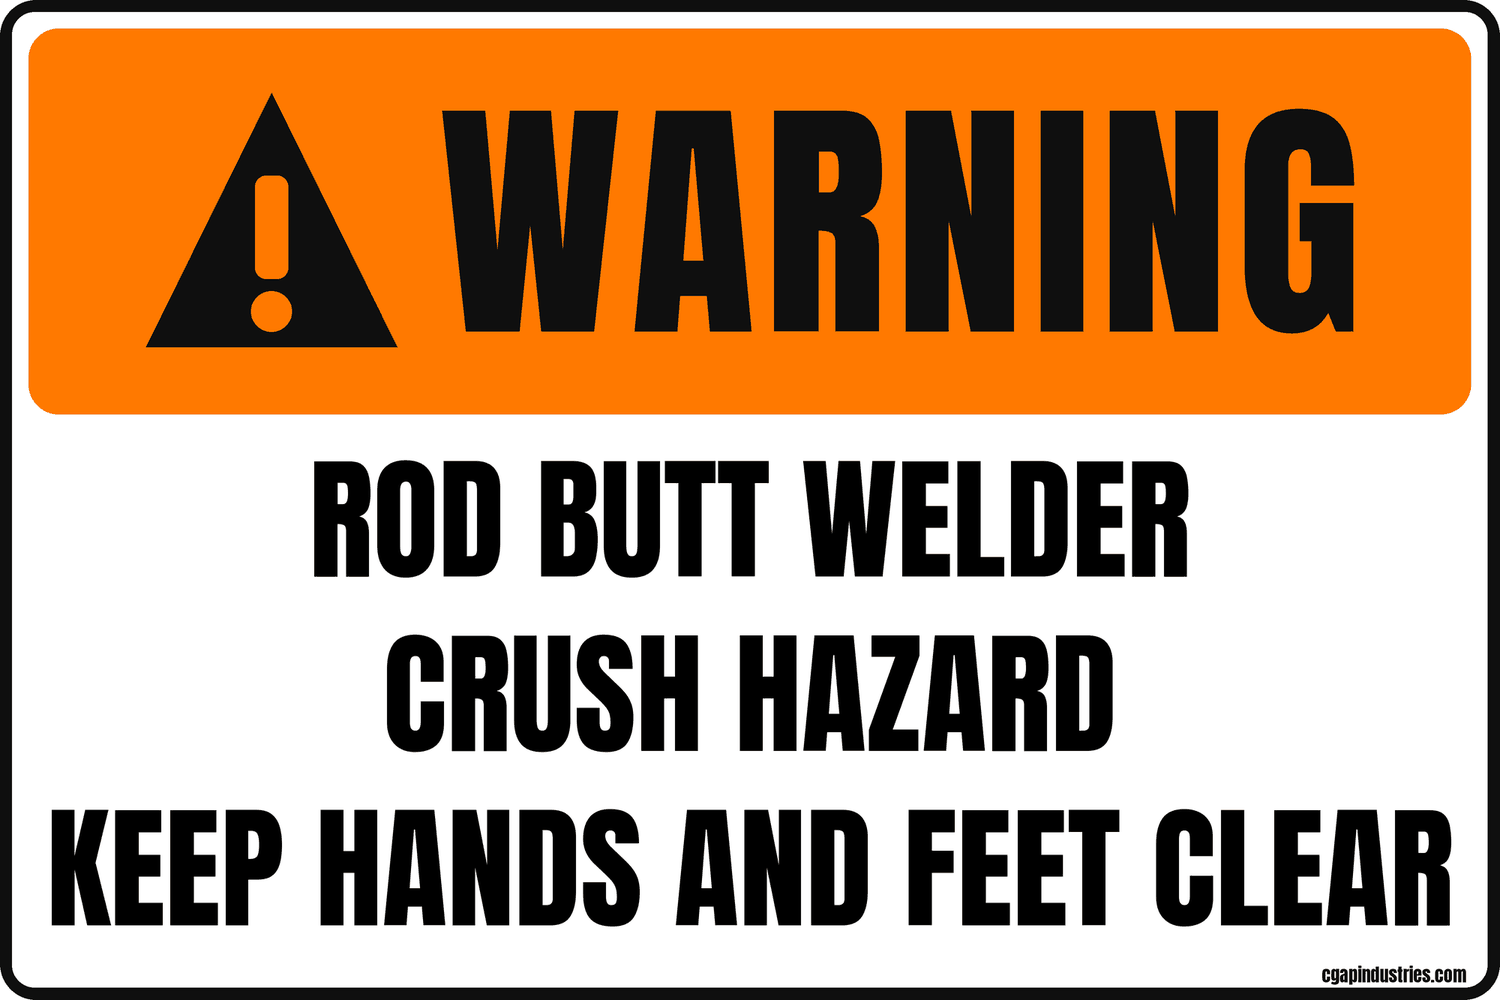 WARNING
ROD BUTT WELDER
CRUSH HAZARD
KEEP HANDS AND FEET CLEAR
cgapindustries.com